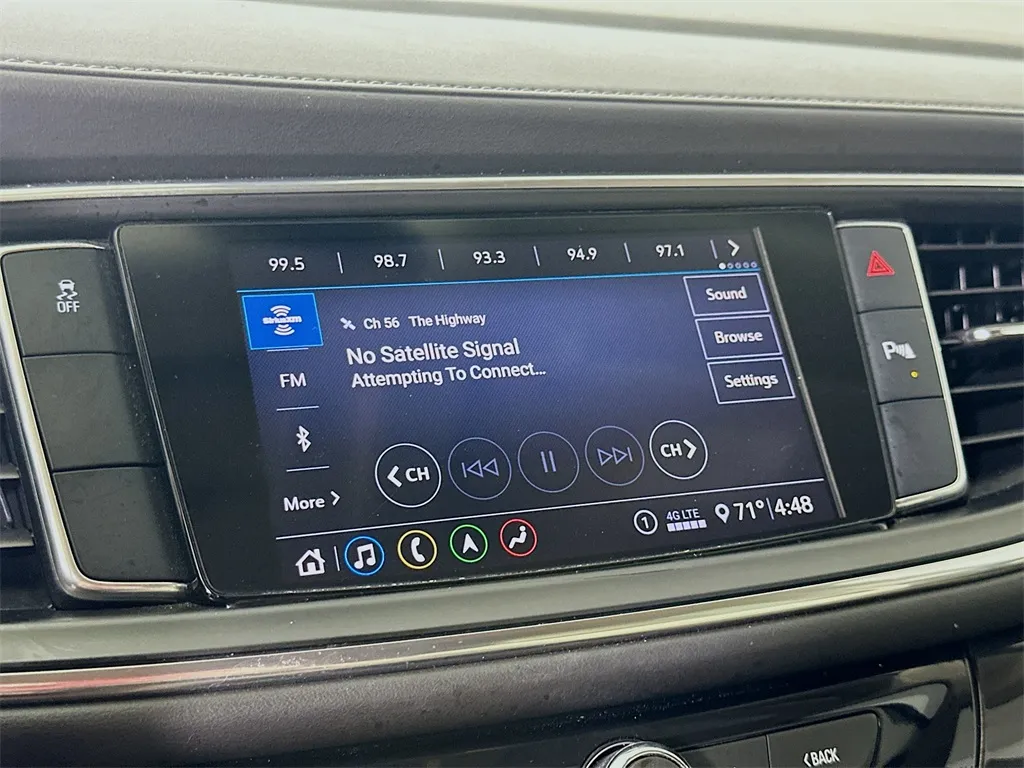 99.5 | 98.7 | 93.3 | 94.9 | 97.1 |
OFF
SiriusXM
Ch 56 The Highway
No Satellite Signal
Attempting To Connect...
Sound
Browse
Settings
FM
More
CH
CH
P
1
4G LTE
71° | 4:48
BACK